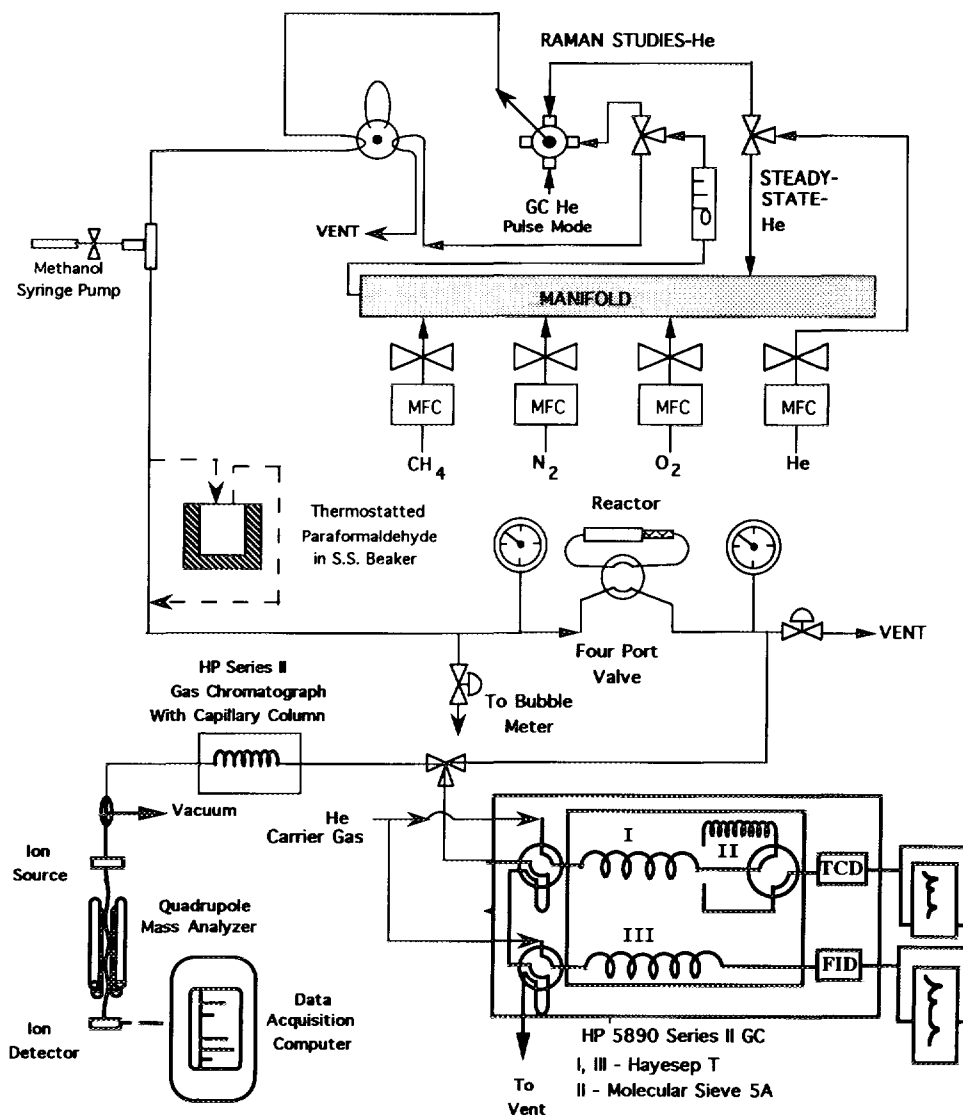 RAMAN STUDIES-He
GC He
Pulse Mode
STEADY-
STATE-
He
VENT
Methanol
Syringe Pump
MANIFOLD
MFC
MFC
MFC
MFC
CH4
N2
O2
He
Thermostatted
Paraformaldehyde
in S.S. Beaker
Reactor
Four Port
Valve
VENT
To Bubble
Meter
HP Series II
Gas Chromatograph
With Capillary Column
Vacuum
Ion
Source
Quadrupole
Mass Analyzer
Ion
Detector
Data
Acquisition
Computer
He
Carrier Gas
I
II
III
TCD
FID
HP 5890 Series II GC
I, III - Hayesep T
II - Molecular Sieve 5A
To
Vent